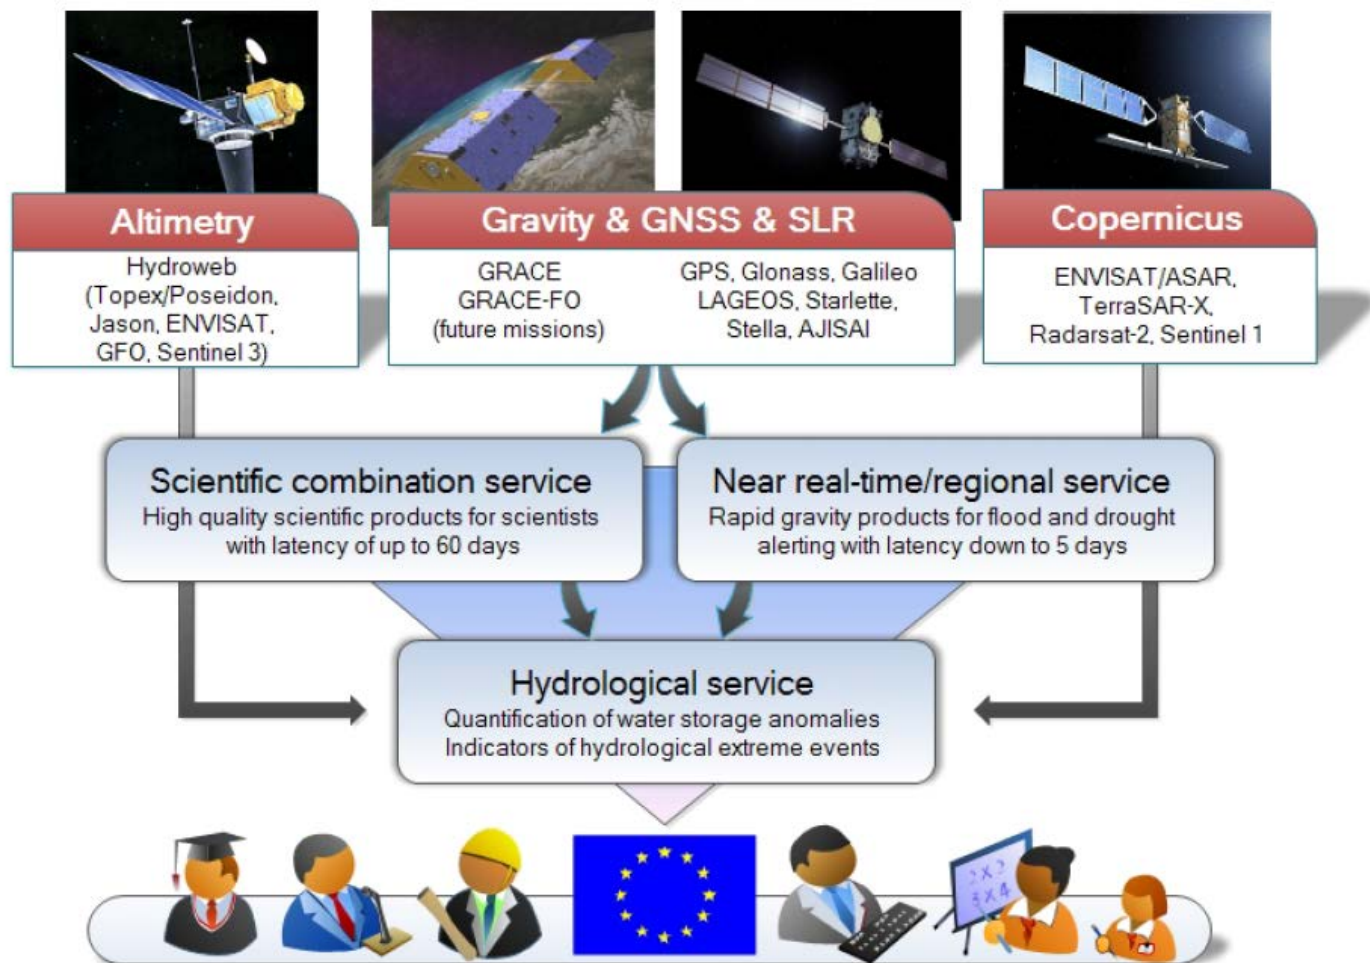 Altimetry
Hydroweb
(Topex/Poseidon,
Jason, ENVISAT,
GFO, Sentinel 3)
Gravity & GNSS & SLR
GRACE
GRACE-FO
(future missions)
GPS, Glonass, Galileo
LAGEOS, Starlette,
Stella, AJISAI
Copernicus
ENVISAT/ASAR,
TerraSAR-X,
Radarsat-2, Sentinel 1
Scientific combination service
High quality scientific products for scientists
with latency of up to 60 days
Near real-time/regional service
Rapid gravity products for flood and drought
alerting with latency down to 5 days
Hydrological service
Quantification of water storage anomalies
Indicators of hydrological extreme events
2 X 2
3 X 4